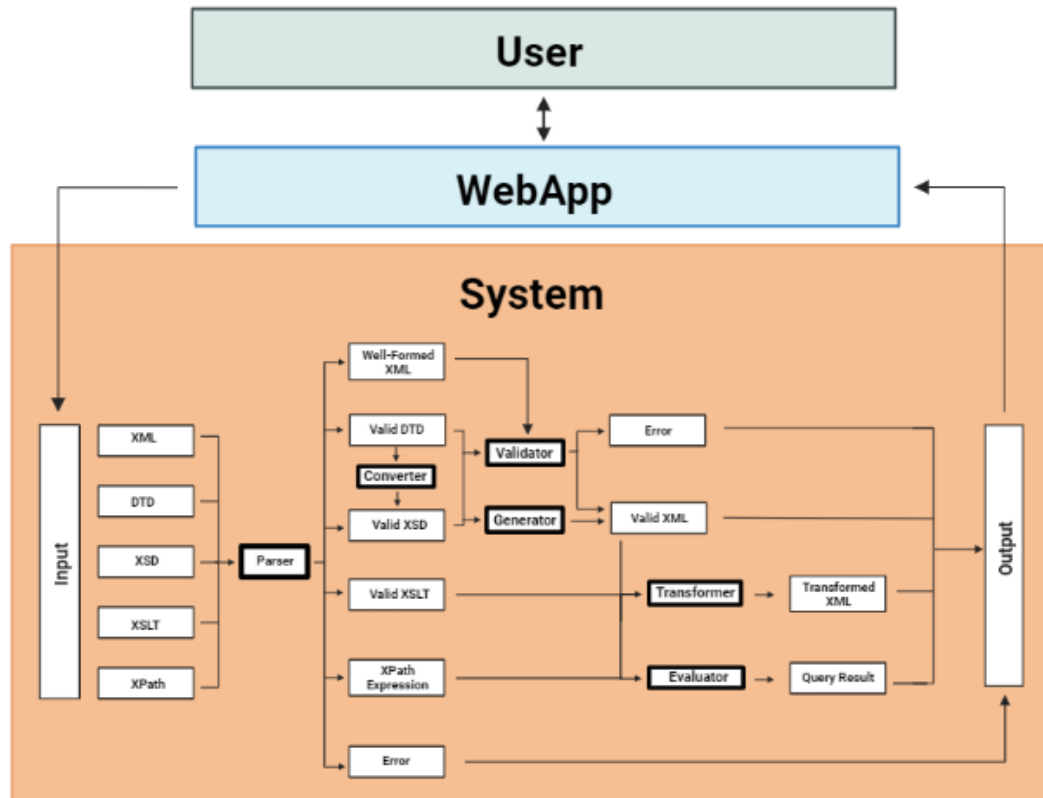 User
WebApp
System
Input
XML
DTD
XSD
XSLT
XPath
Parser
Well-Formed
XML
Valid DTD
Converter
Valid XSD
Valid XSLT
XPath
Expression
Error
Validator
Generator
Error
Valid XML
Transformer
Evaluator
Transformed
XML
Query Result
Output